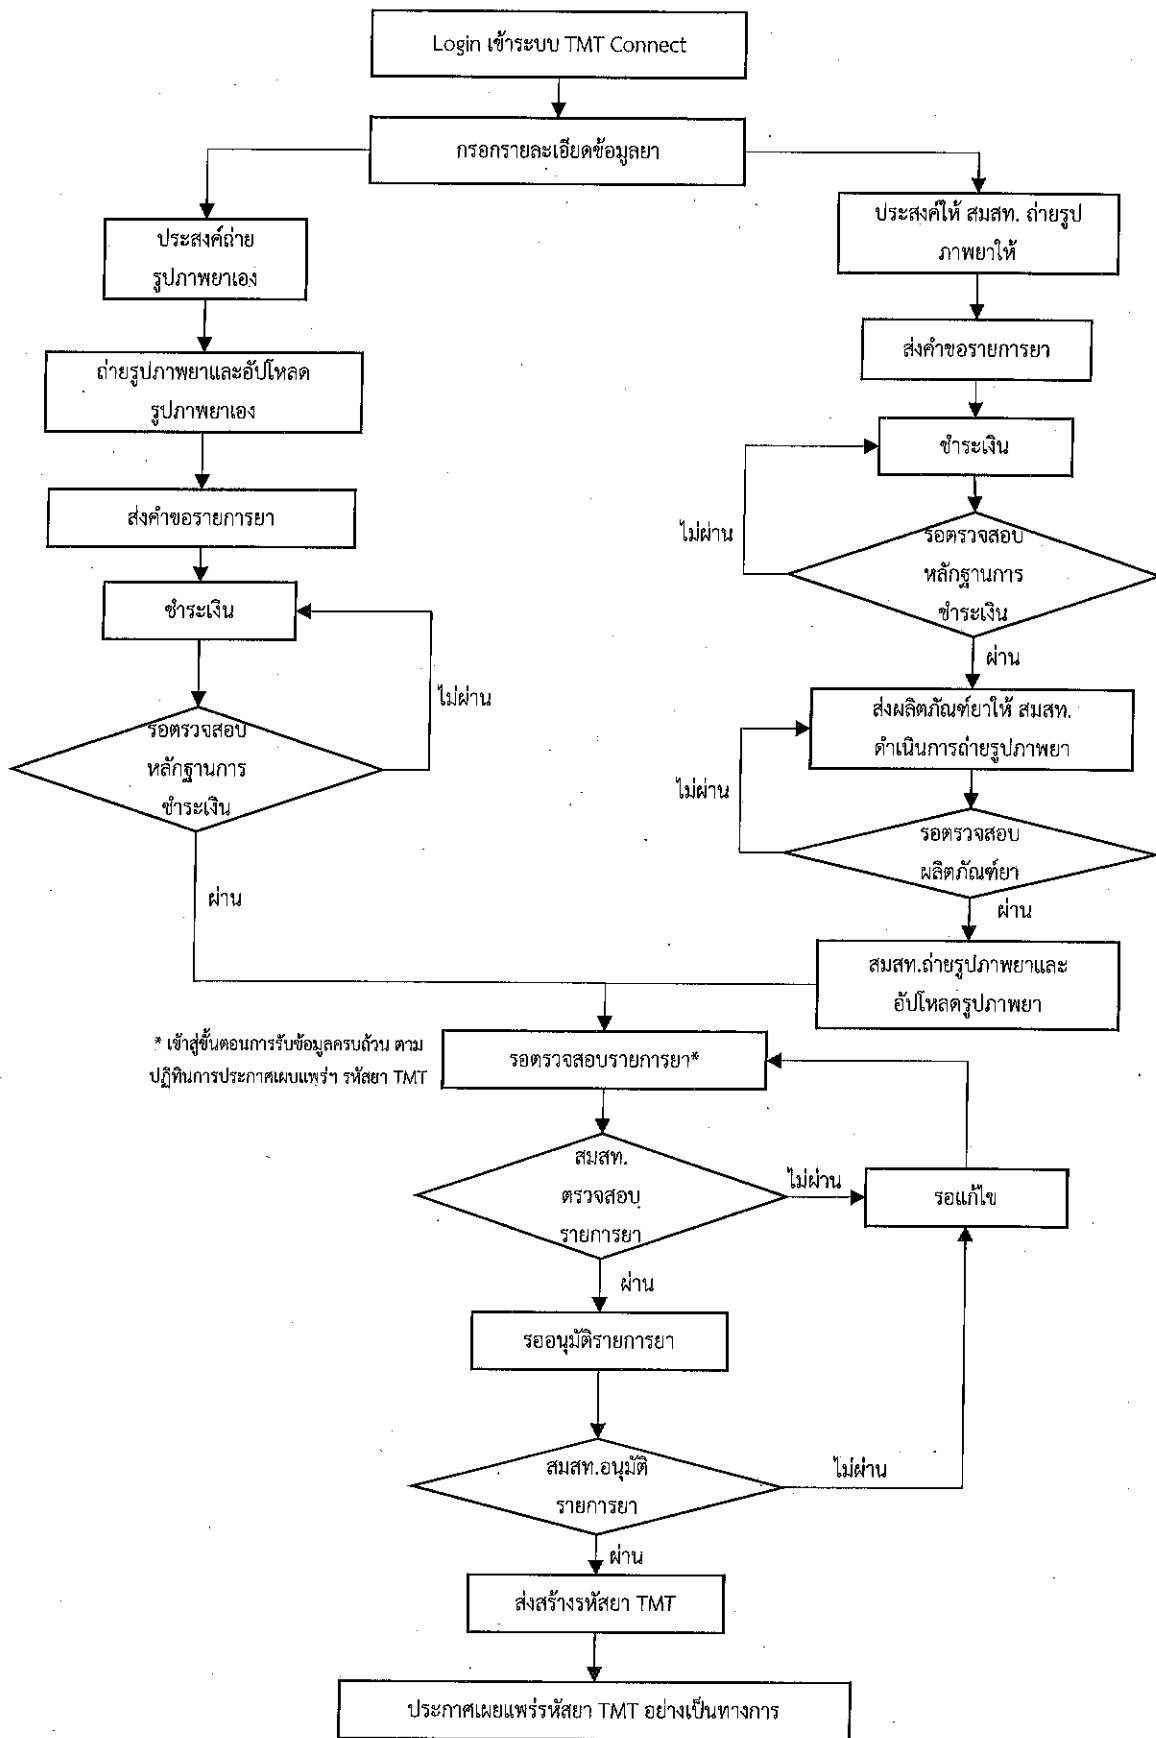 Login เข้าระบบ TMT Connect
กรอกรายละเอียดข้อมูลยา
ประสงค์ถ่าย
รูปภาพยาเอง
ถ่ายรูปภาพยาและอัปโหลด
รูปภาพยาเอง
ส่งคำขอรายการยา
ชำระเงิน
ไม่ผ่าน
รอตรวจสอบ
หลักฐานการ
ชำระเงิน
ผ่าน
ประสงค์ให้ สมสท. ถ่ายรูป
ภาพยาให้
ส่งคำขอรายการยา
ชำระเงิน
ไม่ผ่าน
รอตรวจสอบ
หลักฐานการ
ชำระเงิน
ผ่าน
ส่งผลิตภัณฑ์ยาให้ สมสท.
ดำเนินการถ่ายรูปภาพยา
ไม่ผ่าน
รอตรวจสอบ
ผลิตภัณฑ์ยา
ผ่าน
สมสท.ถ่ายรูปภาพยาและ
อัปโหลดรูปภาพยา
* เข้าสู่ขั้นตอนการรับข้อมูลครบถ้วน ตาม
ปฏิทินการประกาศเผยแพร่ฯ รหัสยา TMT
รอตรวจสอบรายการยา*
สมสท.
ตรวจสอบ
รายการยา
ไม่ผ่าน
รอแก้ไข
ผ่าน
รออนุมัติรายการยา
สมสท.อนุมัติ
รายการยา
ไม่ผ่าน
ผ่าน
ส่งสร้างรหัสยา TMT
ประกาศเผยแพร่รหัสยา TMT อย่างเป็นทางการ